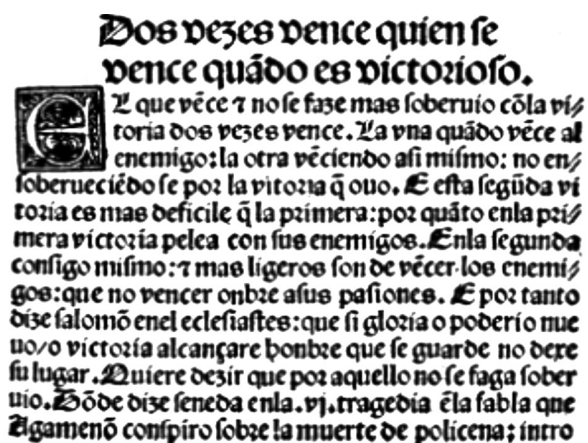 Dos vezes vence quien se
vence quãdo es victorioso.
EL que vẽce ⁊ no se faze mas soberuio cõla vi/
toria dos vezes vence. La vna quãdo vẽce al
enemigo: la otra vẽciendo asi mismo: no en/
soberueciẽdo se por la vitoria q̃ ouo. E esta segũda vi
toria es mas deficile q̃ la primera: por quãto enla pri/
mera victoria pelea con sus enemigos. Enla segunda
consigo mismo: ⁊ mas ligeros son de vẽcer los enemi/
gos: que no vencer onbre asus pasiones. E por tanto
dize salomõ enel eclesiastes: que si gloria o poderio nue
uo/o victoria alcançare honbre que se guarde no dexe
su lugar. Quiere dezir que por aquello no se faga sober
uio. Dõde dize seneda enla .vj. tragedia ẽla fabla que
Agamenõ conspiro sobre la muerte de policena: intro